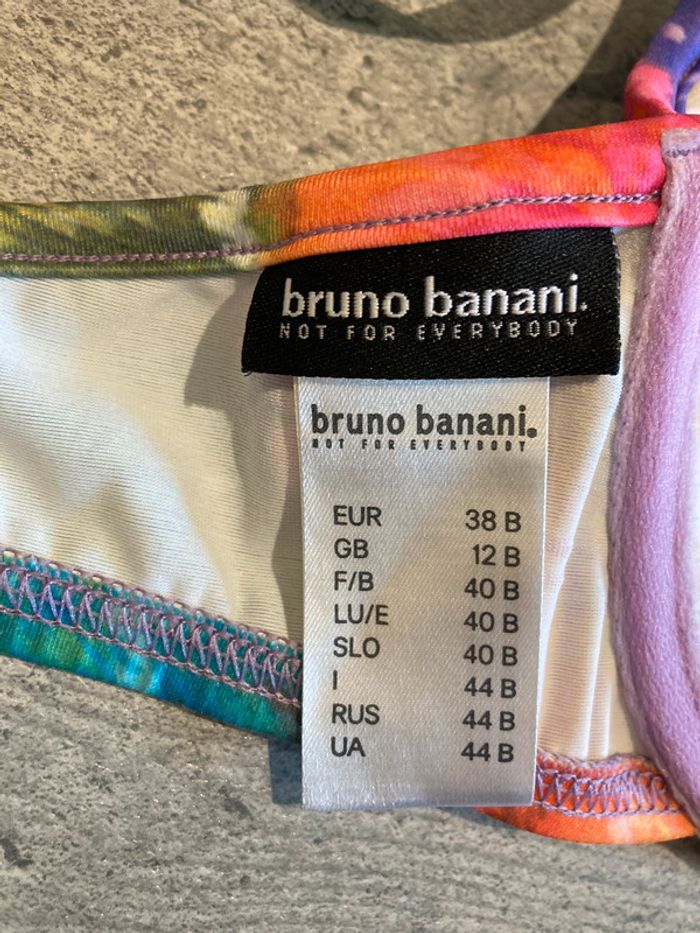 bruno banani.
NOT FOR EVERYBODY
bruno banani.
NOT FOR EVERYBODY
EUR 38 B
GB 12 B
F/B 40 B
LU/E 40 B
SLO 40 B
I 44 B
RUS 44 B
UA 44 B